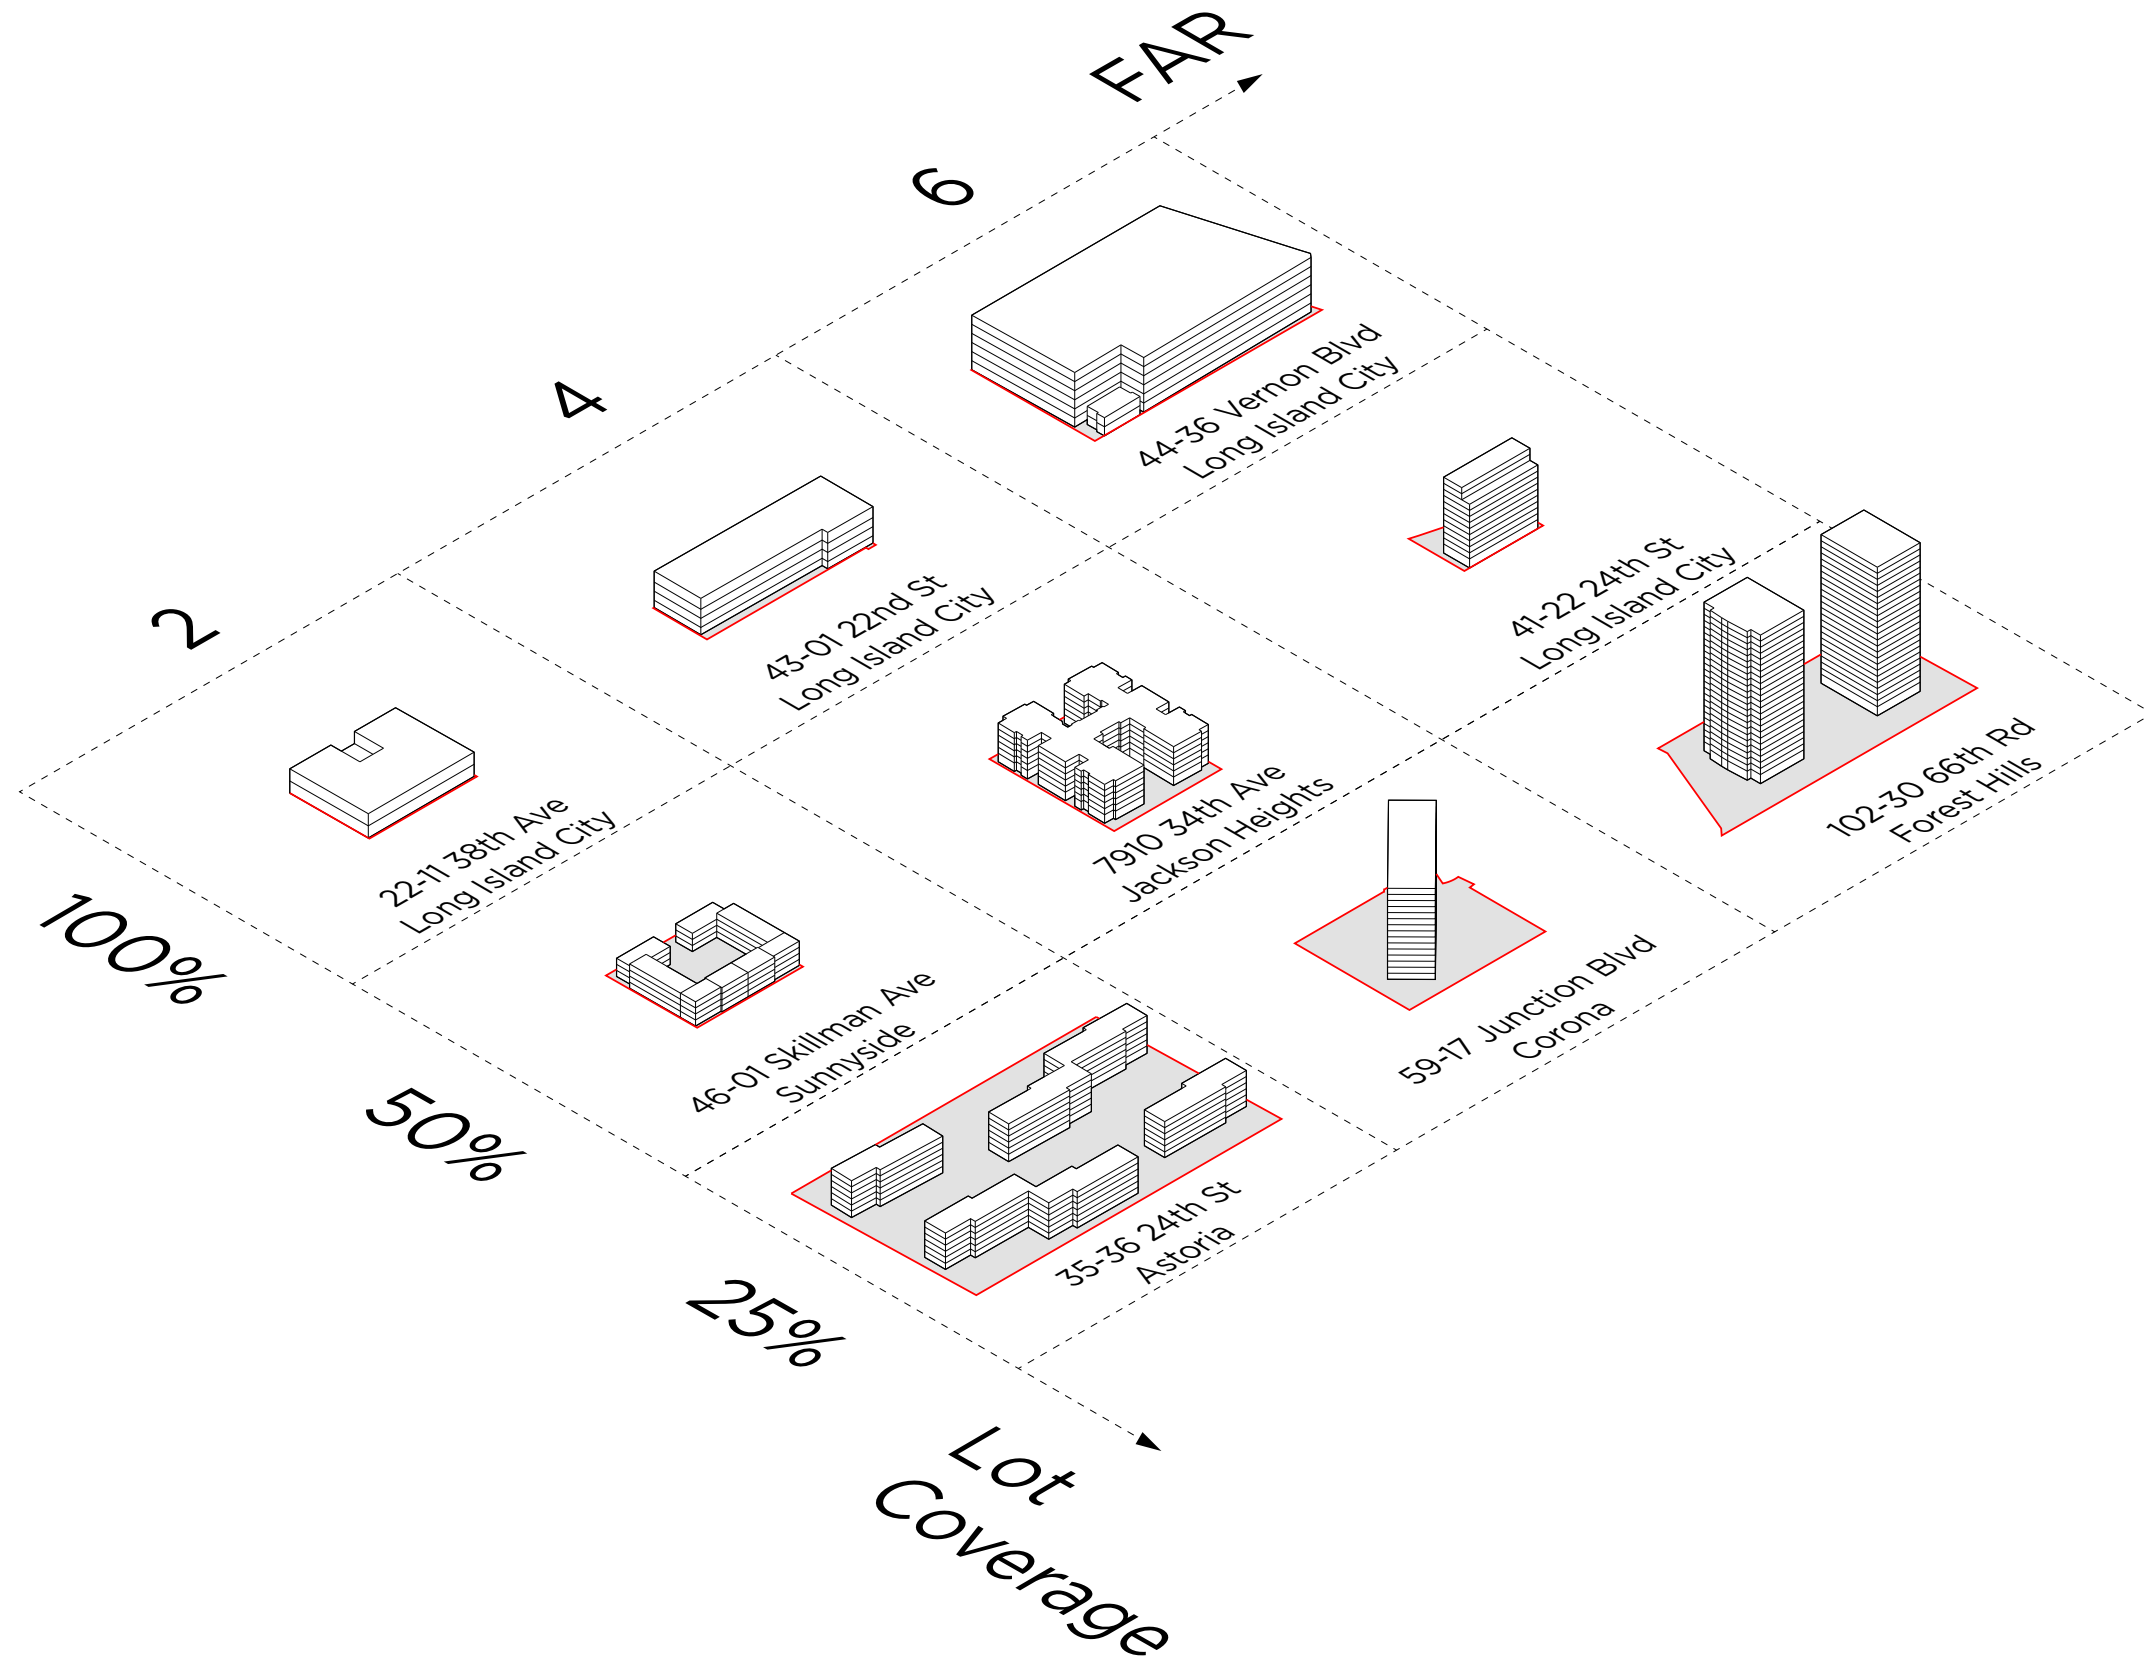 FAR
6
4
2
44-36 Vernon Blvd
Long Island City
43-01 22nd St
Long Island City
41-22 24th St
Long Island City
22-11 38th Ave
Long Island City
7910 34th Ave
Jackson Heights
102-30 66th Rd
Forest Hills
46-01 Skillman Ave
Sunnyside
59-17 Junction Blvd
Corona
35-36 24th St
Astoria
100%
50%
25%
Lot
Coverage